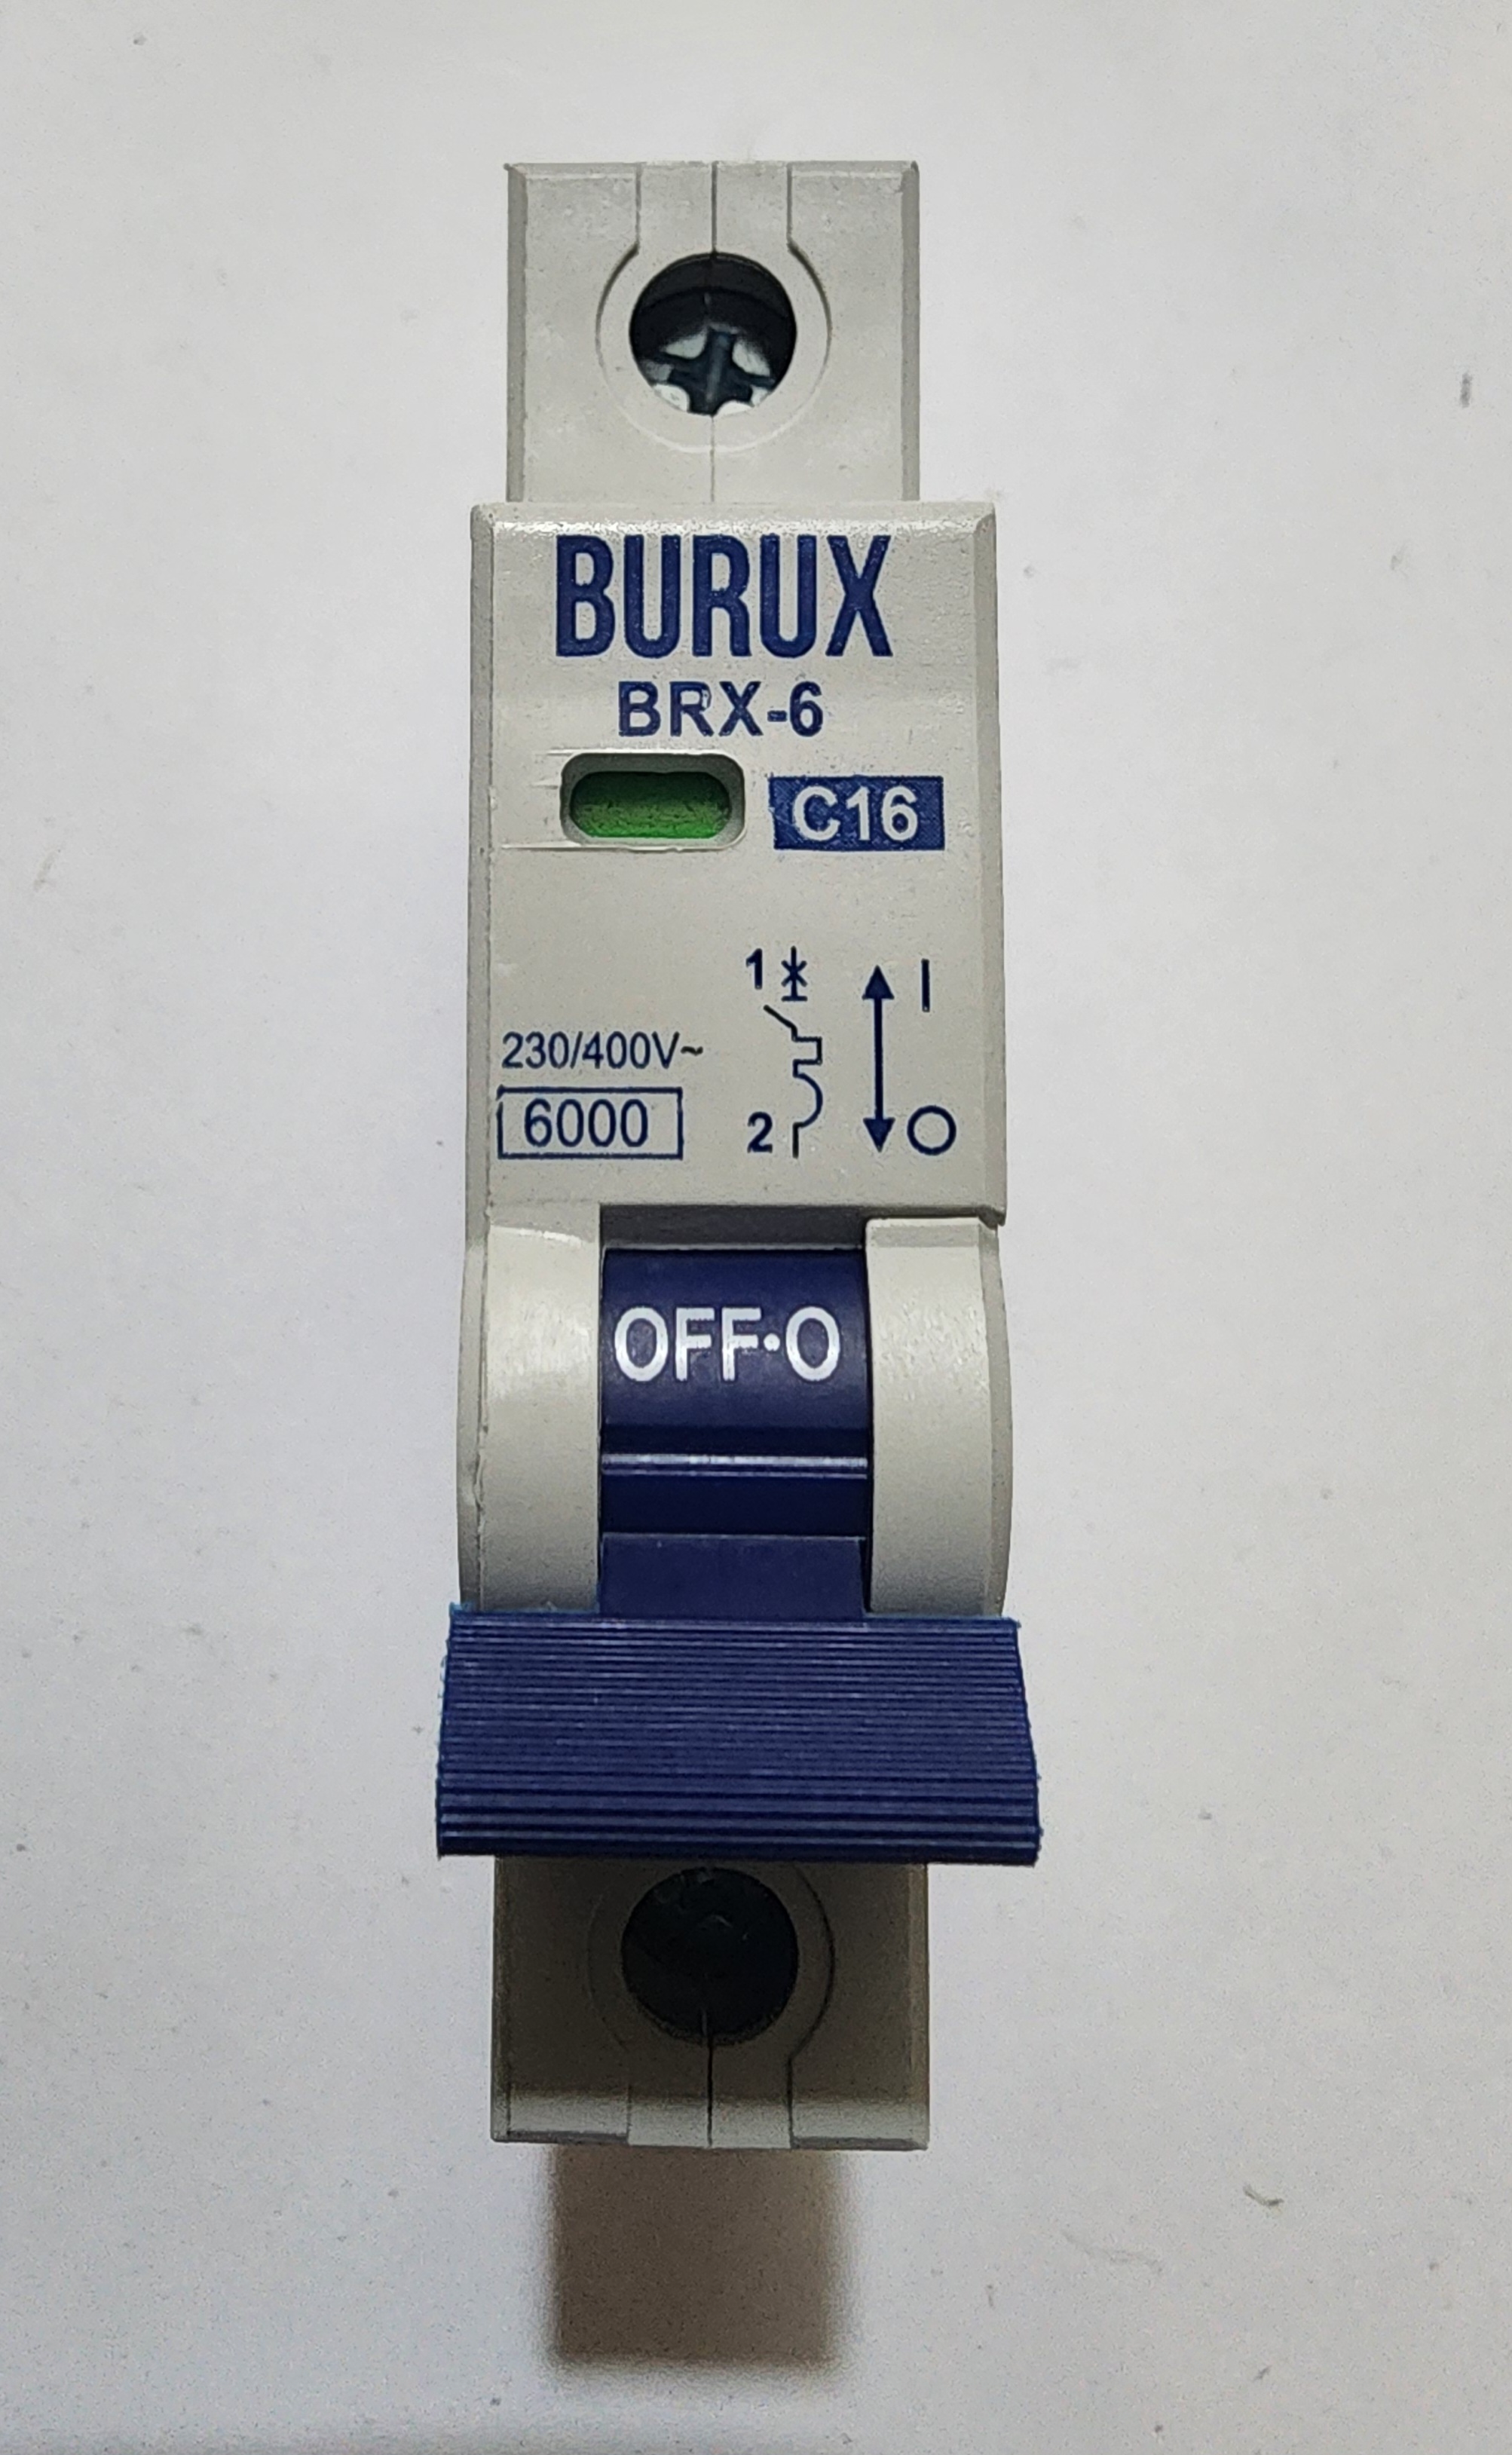 BURUX
BRX-6
C16
1
230/400V~
6000
2
I
O
OFF·O